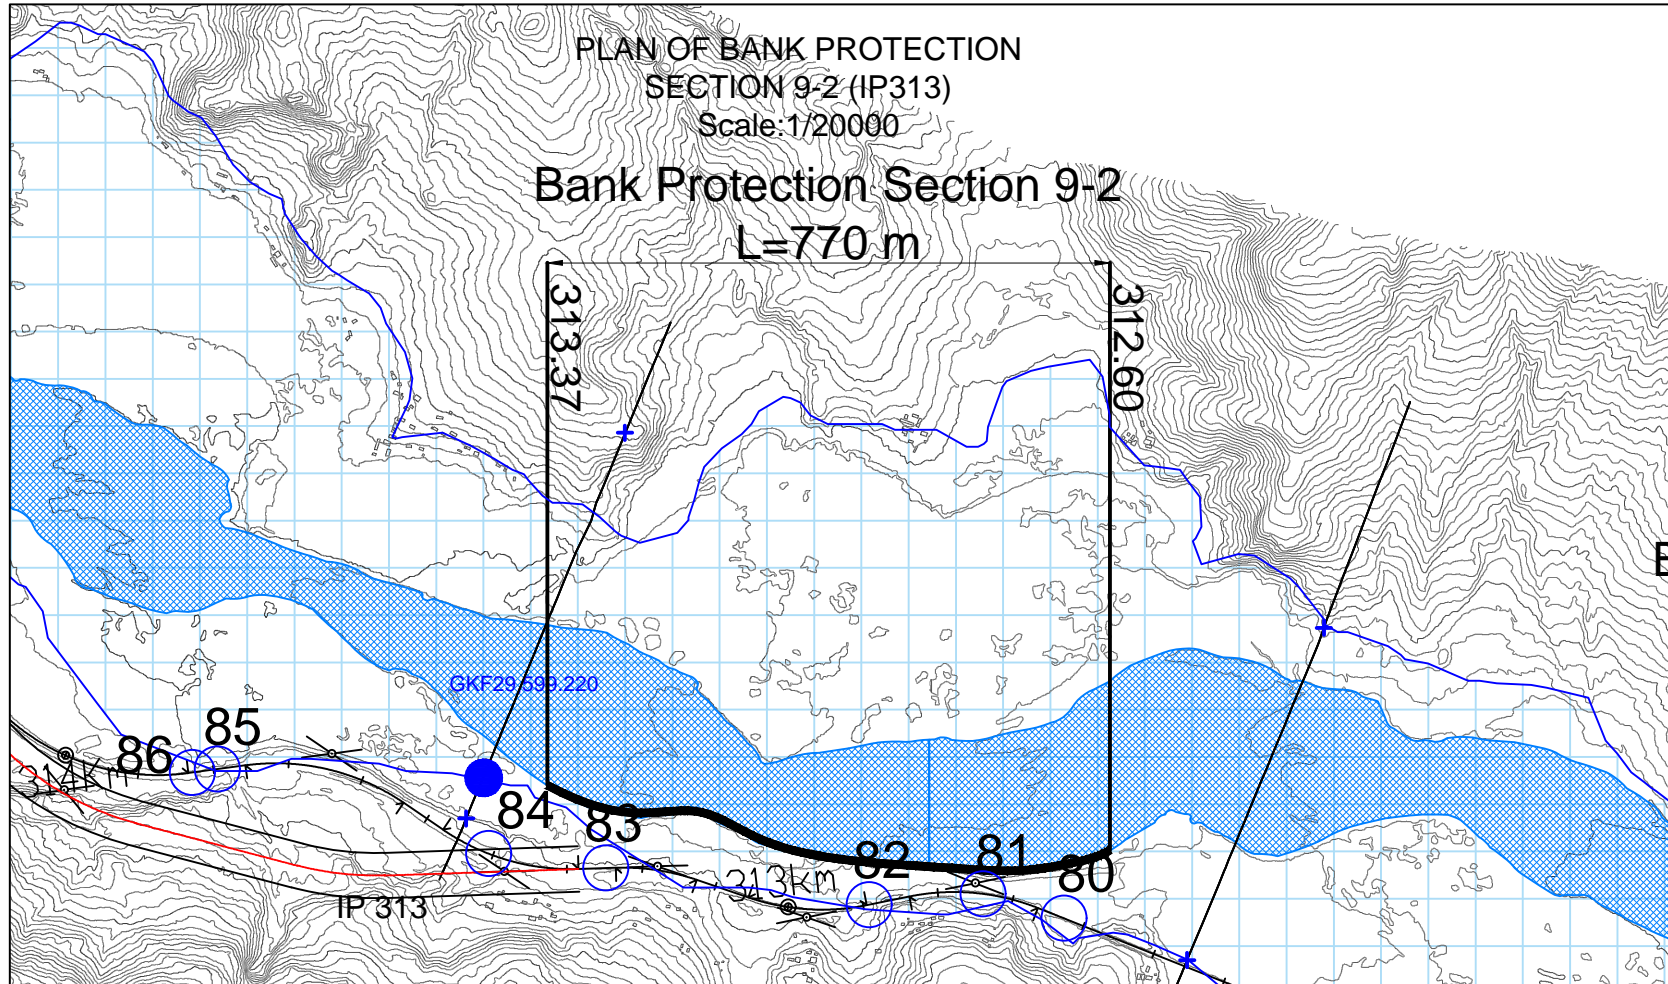 PLAN OF BANK PROTECTION
SECTION 9-2 (IP313)
Scale:1/20000
Bank Protection Section 9-2
L=770 m
313.37
312.60
GKF29.599.220
85
86
314km
84
83
82
81
80
313km
IP 313